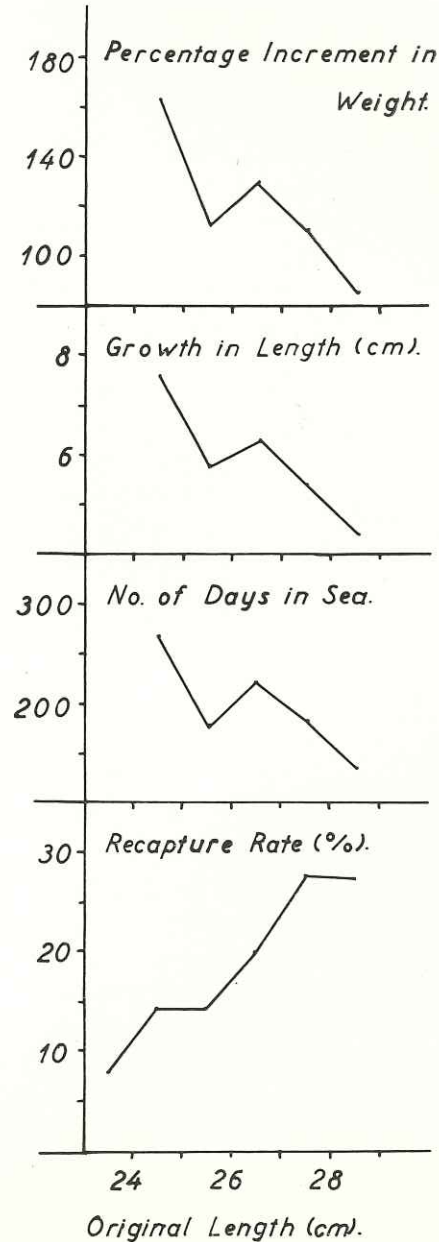 Percentage Increment in
Weight.
180
140
100
Growth in Length (cm).
8
6
No. of Days in Sea.
300
200
Recapture Rate (%).
30
20
10
24 26 28
Original Length (cm).